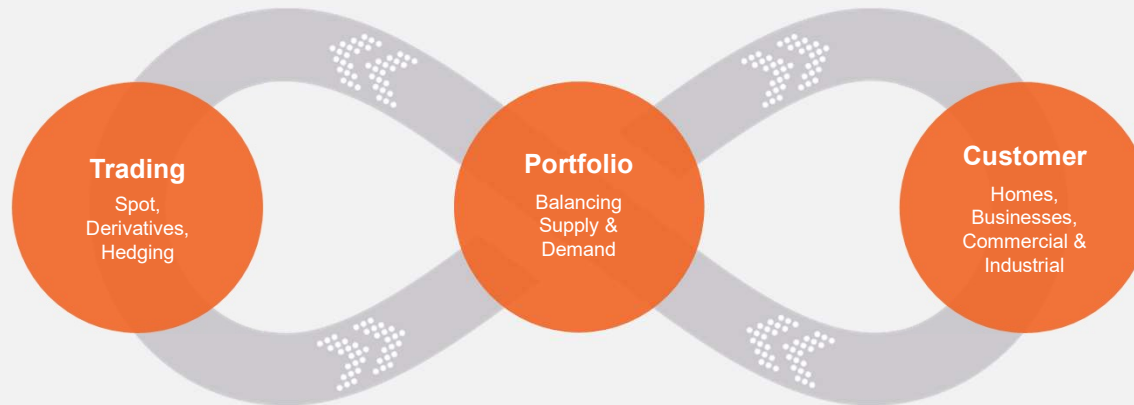 Trading
Spot,
Derivatives,
Hedging
Portfolio
Balancing
Supply &
Demand
Customer
Homes,
Businesses,
Commercial &
Industrial